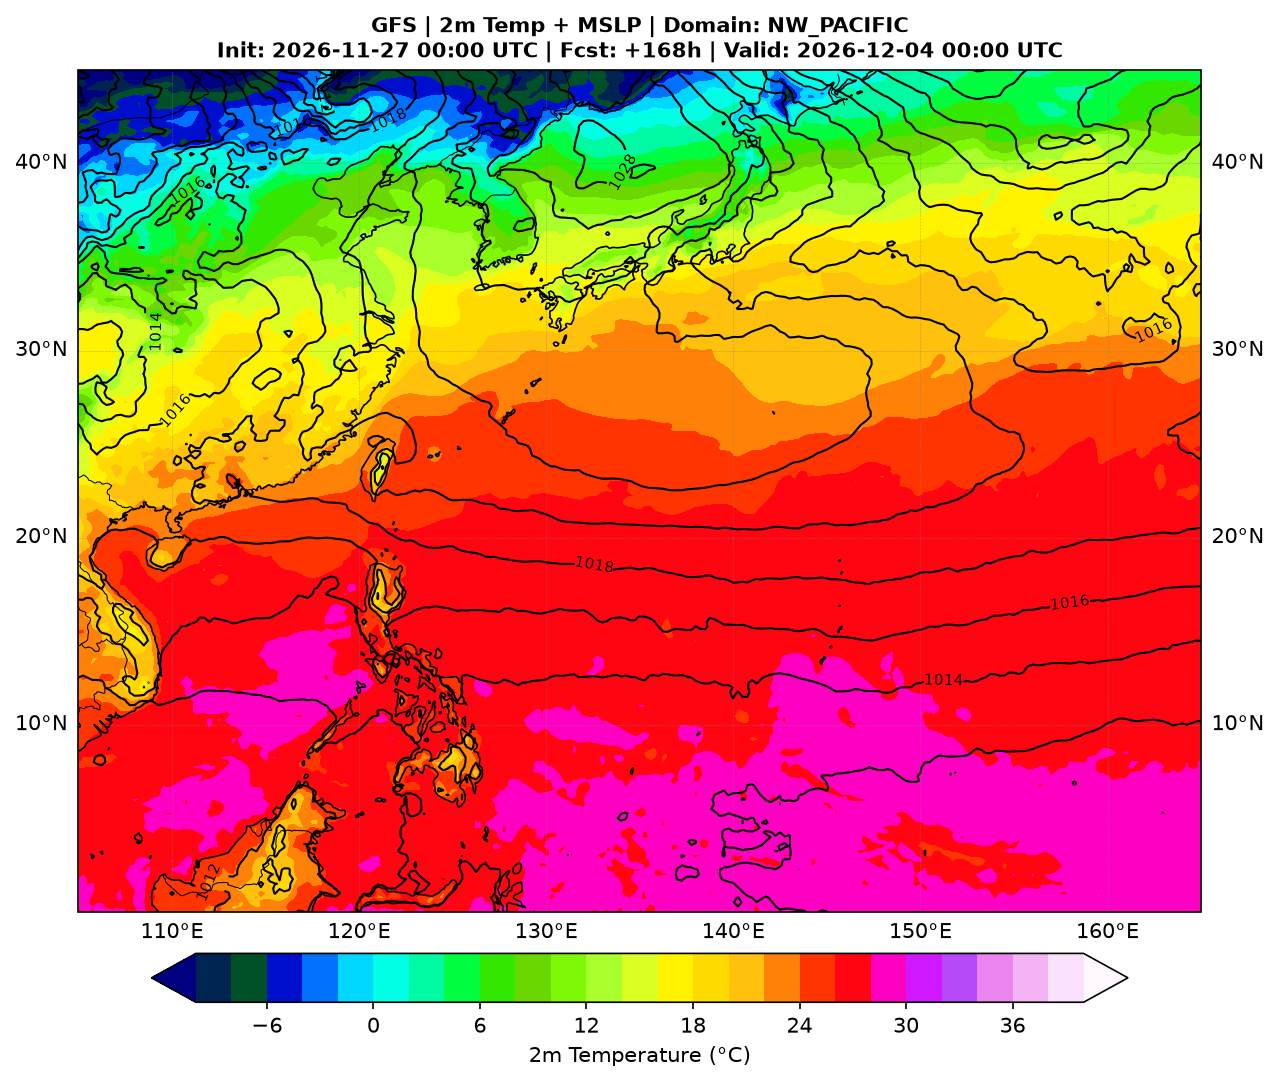 GFS | 2m Temp + MSLP | Domain: NW_PACIFIC
Init: 2026-11-27 00:00 UTC | Fcst: +168h | Valid: 2026-12-04 00:00 UTC
1018
1016
1028
40°N
40°N
1016
1014
1016
30°N
30°N
1016
20°N
20°N
1018
1016
1014
10°N
10°N
1012
110°E
120°E
130°E
140°E
150°E
160°E
−6
0
6
12
18
24
30
36
2m Temperature (°C)